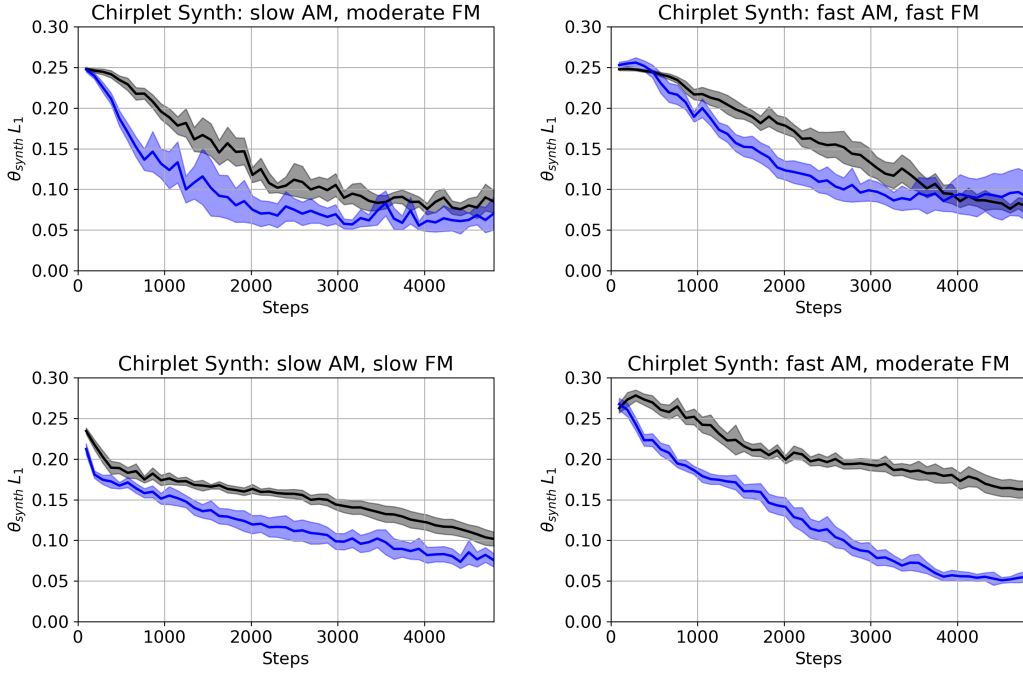 Chirplet Synth: slow AM, moderate FM
0.30
0.25
0.20
0.15
0.10
0.05
0.00
θsynth L1
0 1000 2000 3000 4000
Steps
Chirplet Synth: fast AM, fast FM
0.30
0.25
0.20
0.15
0.10
0.05
0.00
θsynth L1
0 1000 2000 3000 4000
Steps
Chirplet Synth: slow AM, slow FM
0.30
0.25
0.20
0.15
0.10
0.05
0.00
θsynth L1
0 1000 2000 3000 4000
Steps
Chirplet Synth: fast AM, moderate FM
0.30
0.25
0.20
0.15
0.10
0.05
0.00
θsynth L1
0 1000 2000 3000 4000
Steps